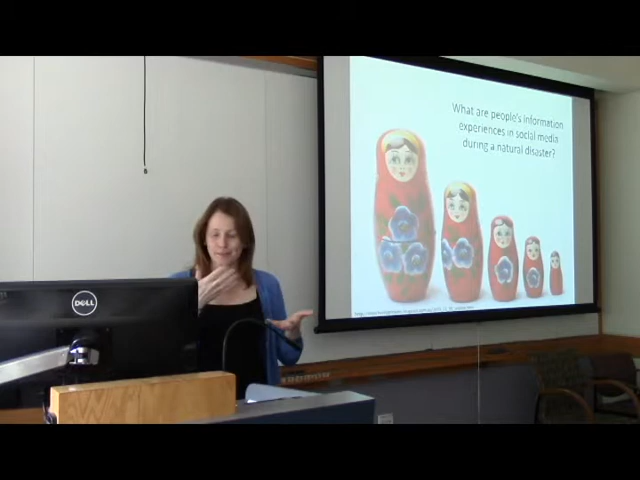 What are people's information
experiences in social media
during a natural disaster?
DELL